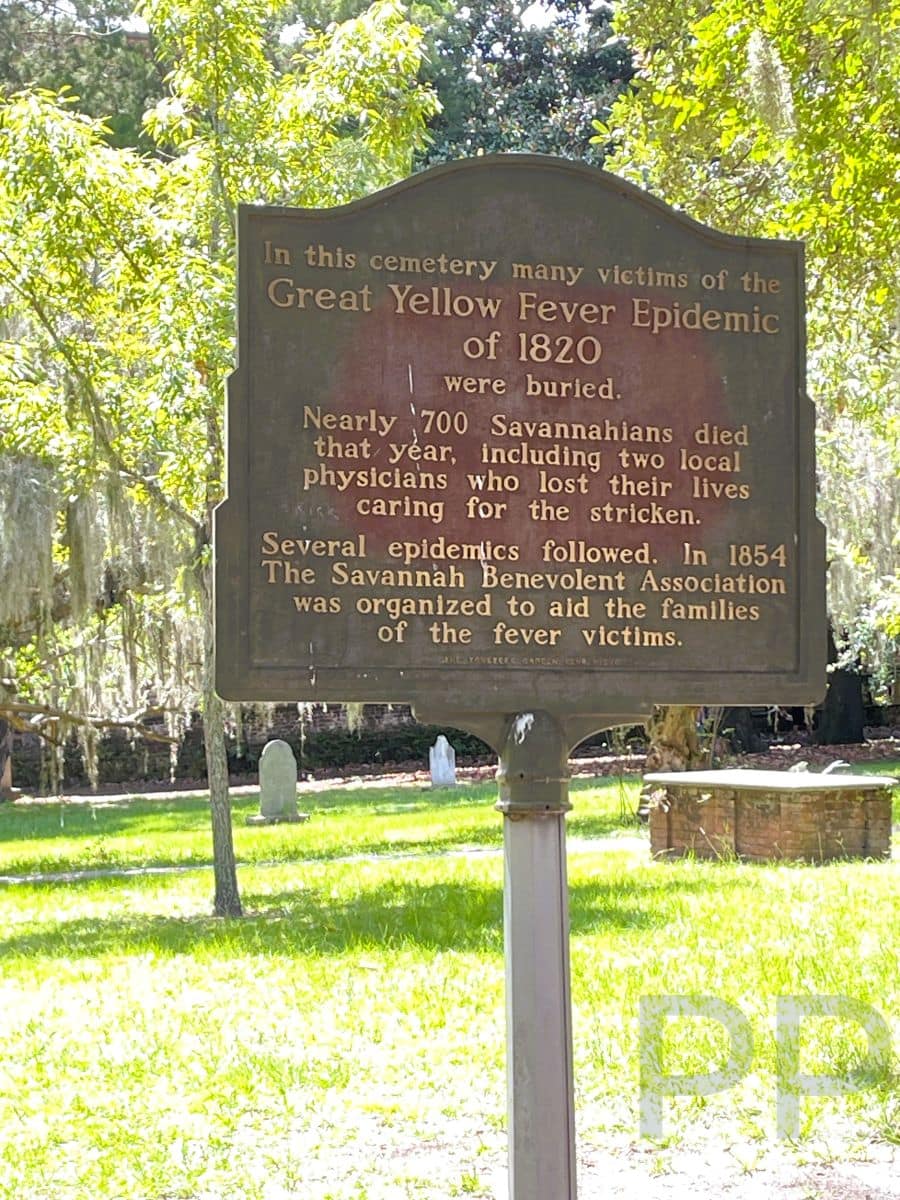 In this cemetery many victims of the
Great Yellow Fever Epidemic
of 1820
were buried.
Nearly 700 Savannahians died
that year, including two local
physicians who lost their lives
caring for the stricken.
Several epidemics followed. In 1854
The Savannah Benevolent Association
was organized to aid the families
of the fever victims.
PP